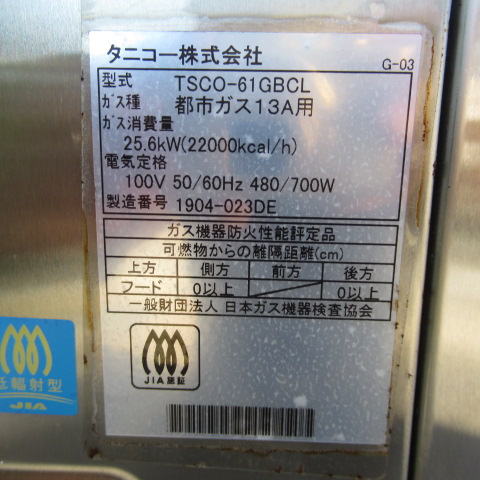 タニコー株式会社
G-03
型式 TSCO-61GBCL
ガス種 都市ガス13A用
ガス消費量
25.6kW(22000kcal/h)
電気定格
100V 50/60Hz 480/700W
製造番号 1904-023DE
ガス機器防火性能評定品
可燃物からの離隔距離(cm)
上方 側方 前方 後方
フード 0以上 0以上
一般財団法人 日本ガス機器検査協会
JIA認証
低輻射型
JIA